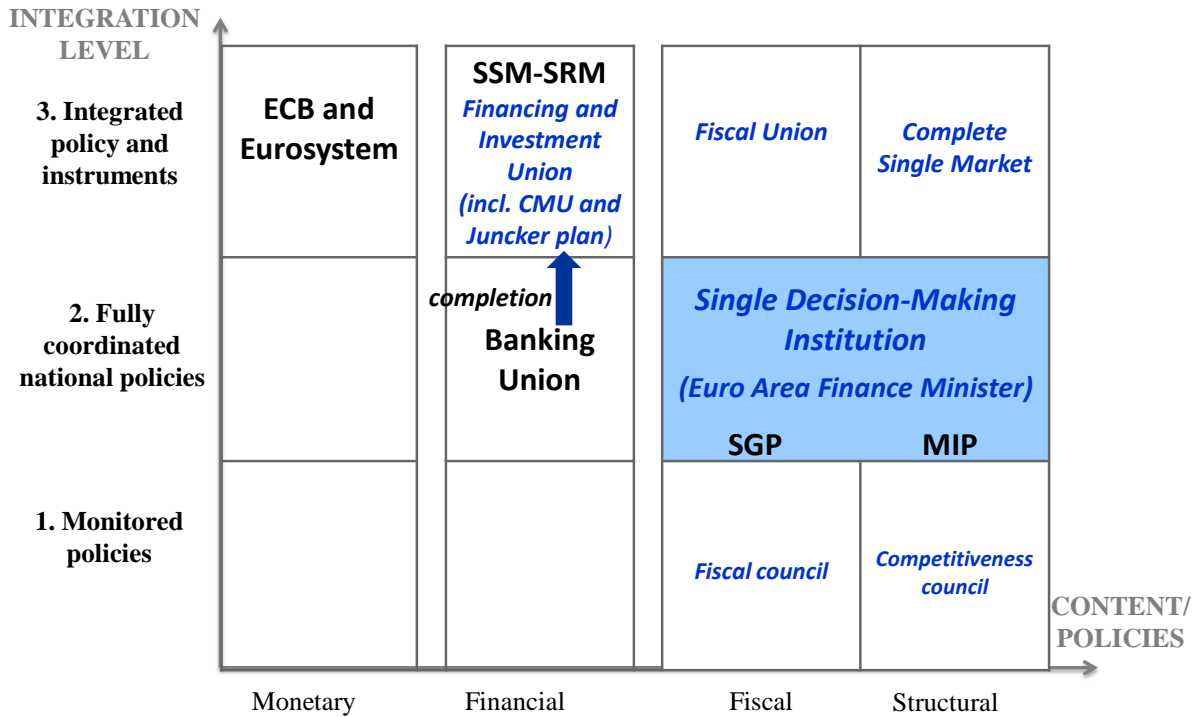 INTEGRATION
LEVEL
3. Integrated
policy and
instruments
ECB and
Eurosystem
SSM-SRM
Financing and
Investment
Union
(incl. CMU and
Juncker plan)
Fiscal Union
Complete
Single Market
2. Fully
coordinated
national policies
completion
Banking
Union
Single Decision-Making
Institution
(Euro Area Finance Minister)
SGP
MIP
1. Monitored
policies
Fiscal council
Competitiveness
council
CONTENT/
POLICIES
Monetary
Financial
Fiscal
Structural